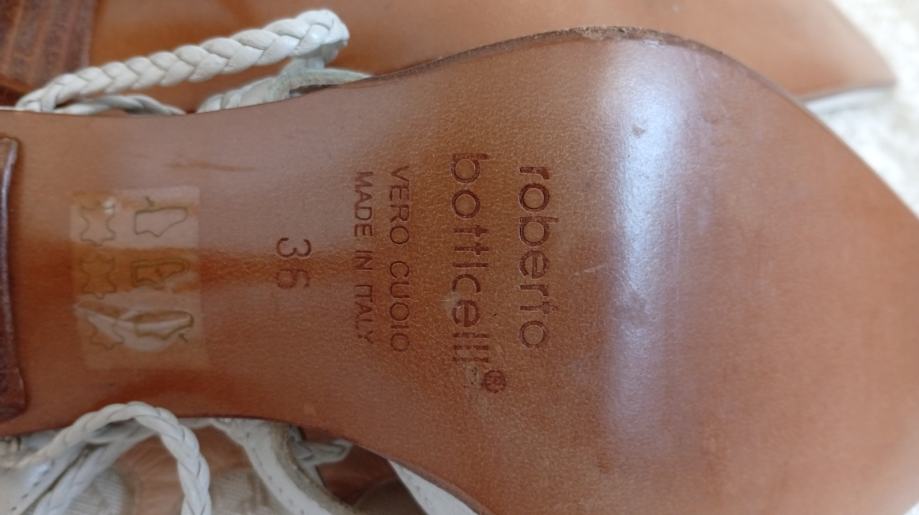 roberto
botticelli®
VERO CUOIO
MADE IN ITALY
36